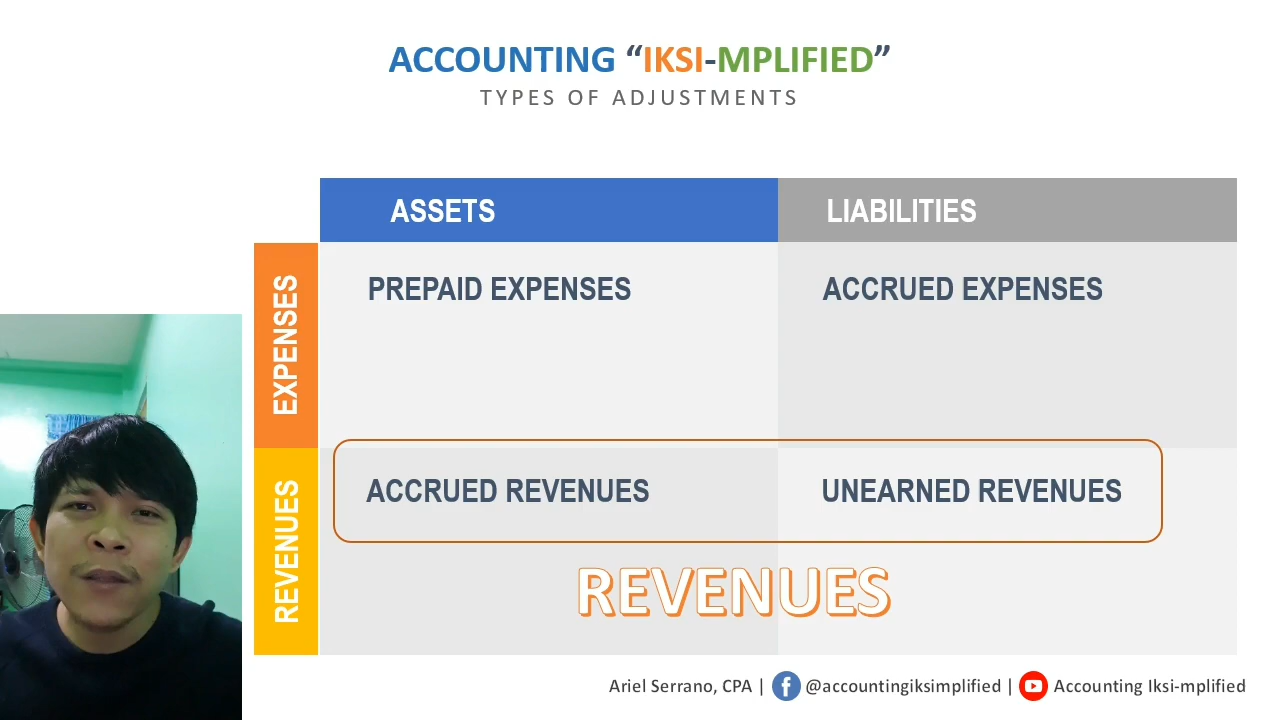 ACCOUNTING “IKSI-MPLIFIED”
TYPES OF ADJUSTMENTS
ASSETS
LIABILITIES
EXPENSES
PREPAID EXPENSES
ACCRUED EXPENSES
REVENUES
ACCRUED REVENUES
UNEARNED REVENUES
REVENUES
Ariel Serrano, CPA | @accountingiksimplified | Accounting Iksi-mplified